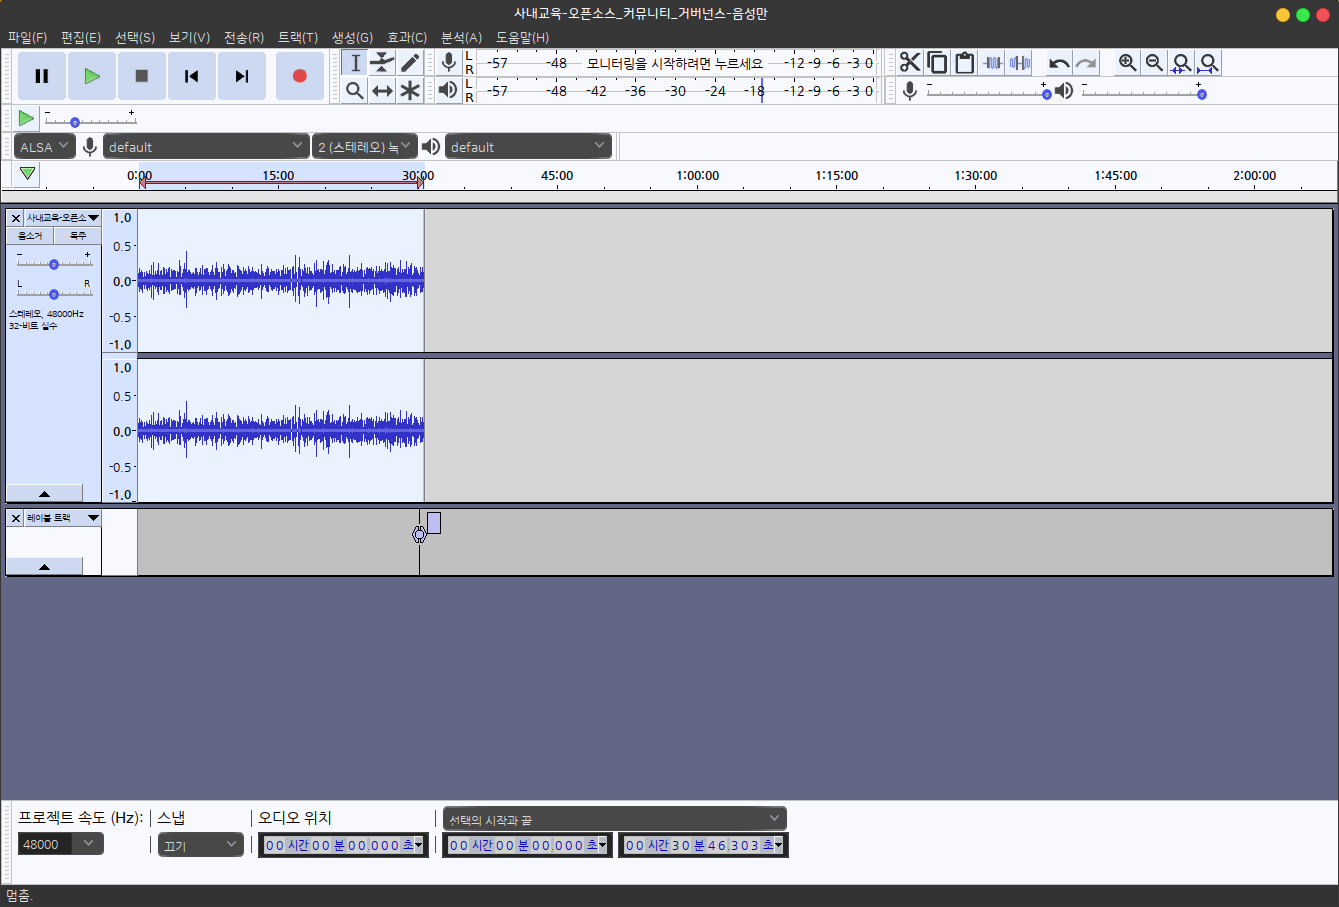 사내교육-오픈소스_커뮤니티_거버넌스-음성만
파일(F) 편집(E) 선택(S) 보기(V) 전송(R) 트랙(T) 생성(G) 효과(C) 분석(A) 도움말(H)
L R -57 -48 모니터링을 시작하려면 누르세요 -12 -9 -6 -3 0
L R -57 -48 -42 -36 -30 -24 -18 -12 -9 -6 -3 0
- +
- +
- +
ALSA default 2 (스테레오) 녹 default
0:00 15:00 30:00 45:00 1:00:00 1:15:00 1:30:00 1:45:00 2:00:00
사내교육-오픈소
음소거 독주
- +
L R
스테레오, 48000Hz
32-비트 실수
1.0
0.5
0.0
-0.5
-1.0
1.0
0.5
0.0
-0.5
-1.0
레이블 트랙
프로젝트 속도 (Hz): 스냅 오디오 위치 선택의 시작과 끝
48000 끄기 00 시간 00 분 00.000 초 00 시간 00 분 00.000 초 00 시간 30 분 46.303 초
멈춤.